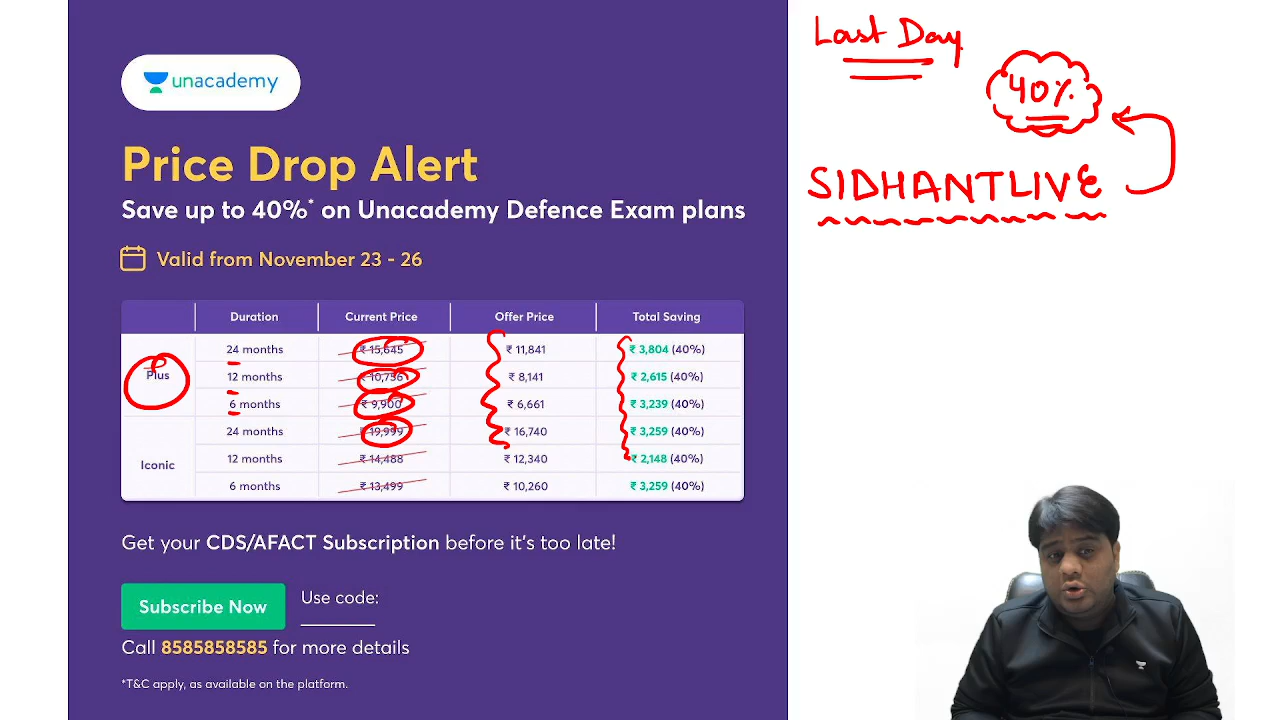 unacademy
Price Drop Alert
Save up to 40%* on Unacademy Defence Exam plans
Valid from November 23 - 26
Duration Current Price Offer Price Total Saving
Plus
24 months ₹ 15,645 ₹ 11,841 ₹ 3,804 (40%)
12 months ₹ 10,756 ₹ 8,141 ₹ 2,615 (40%)
6 months ₹ 9,900 ₹ 6,661 ₹ 3,239 (40%)
Iconic
24 months ₹ 19,999 ₹ 16,740 ₹ 3,259 (40%)
12 months ₹ 14,488 ₹ 12,340 ₹ 2,148 (40%)
6 months ₹ 13,499 ₹ 10,260 ₹ 3,259 (40%)
Get your CDS/AFACT Subscription before it's too late!
Subscribe Now
Use code:
Call 8585858585 for more details
*T&C apply, as available on the platform.
Last Day
40%
SIDHANTLIVE